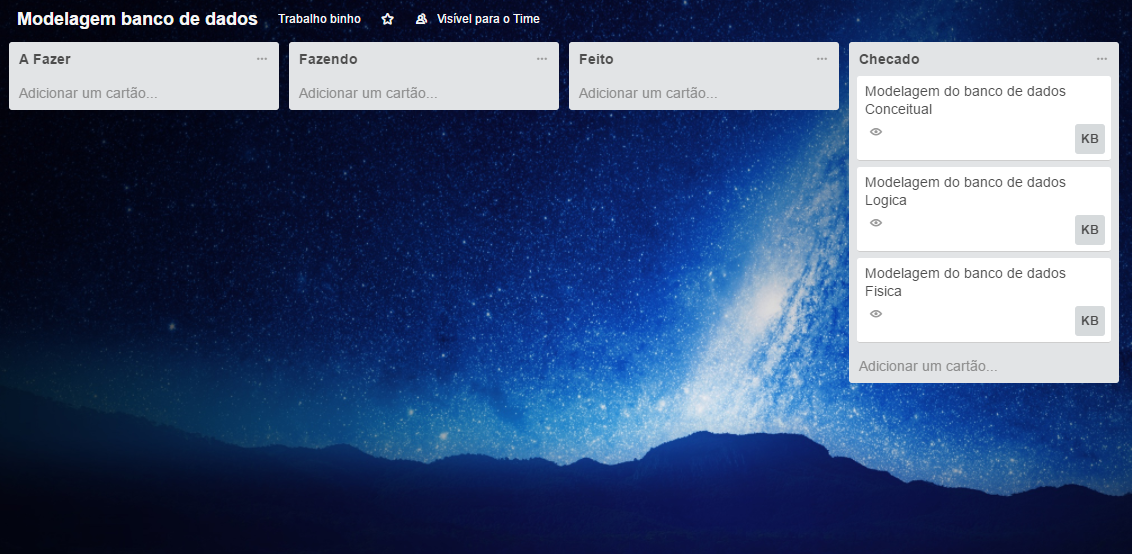 Modelagem banco de dados Trabalho binho Visível para o Time
A Fazer
Adicionar um cartão...
Fazendo
Adicionar um cartão...
Feito
Adicionar um cartão...
Checado
Modelagem do banco de dados
Conceitual
KB
Modelagem do banco de dados
Logica
KB
Modelagem do banco de dados
Fisica
KB
Adicionar um cartão...